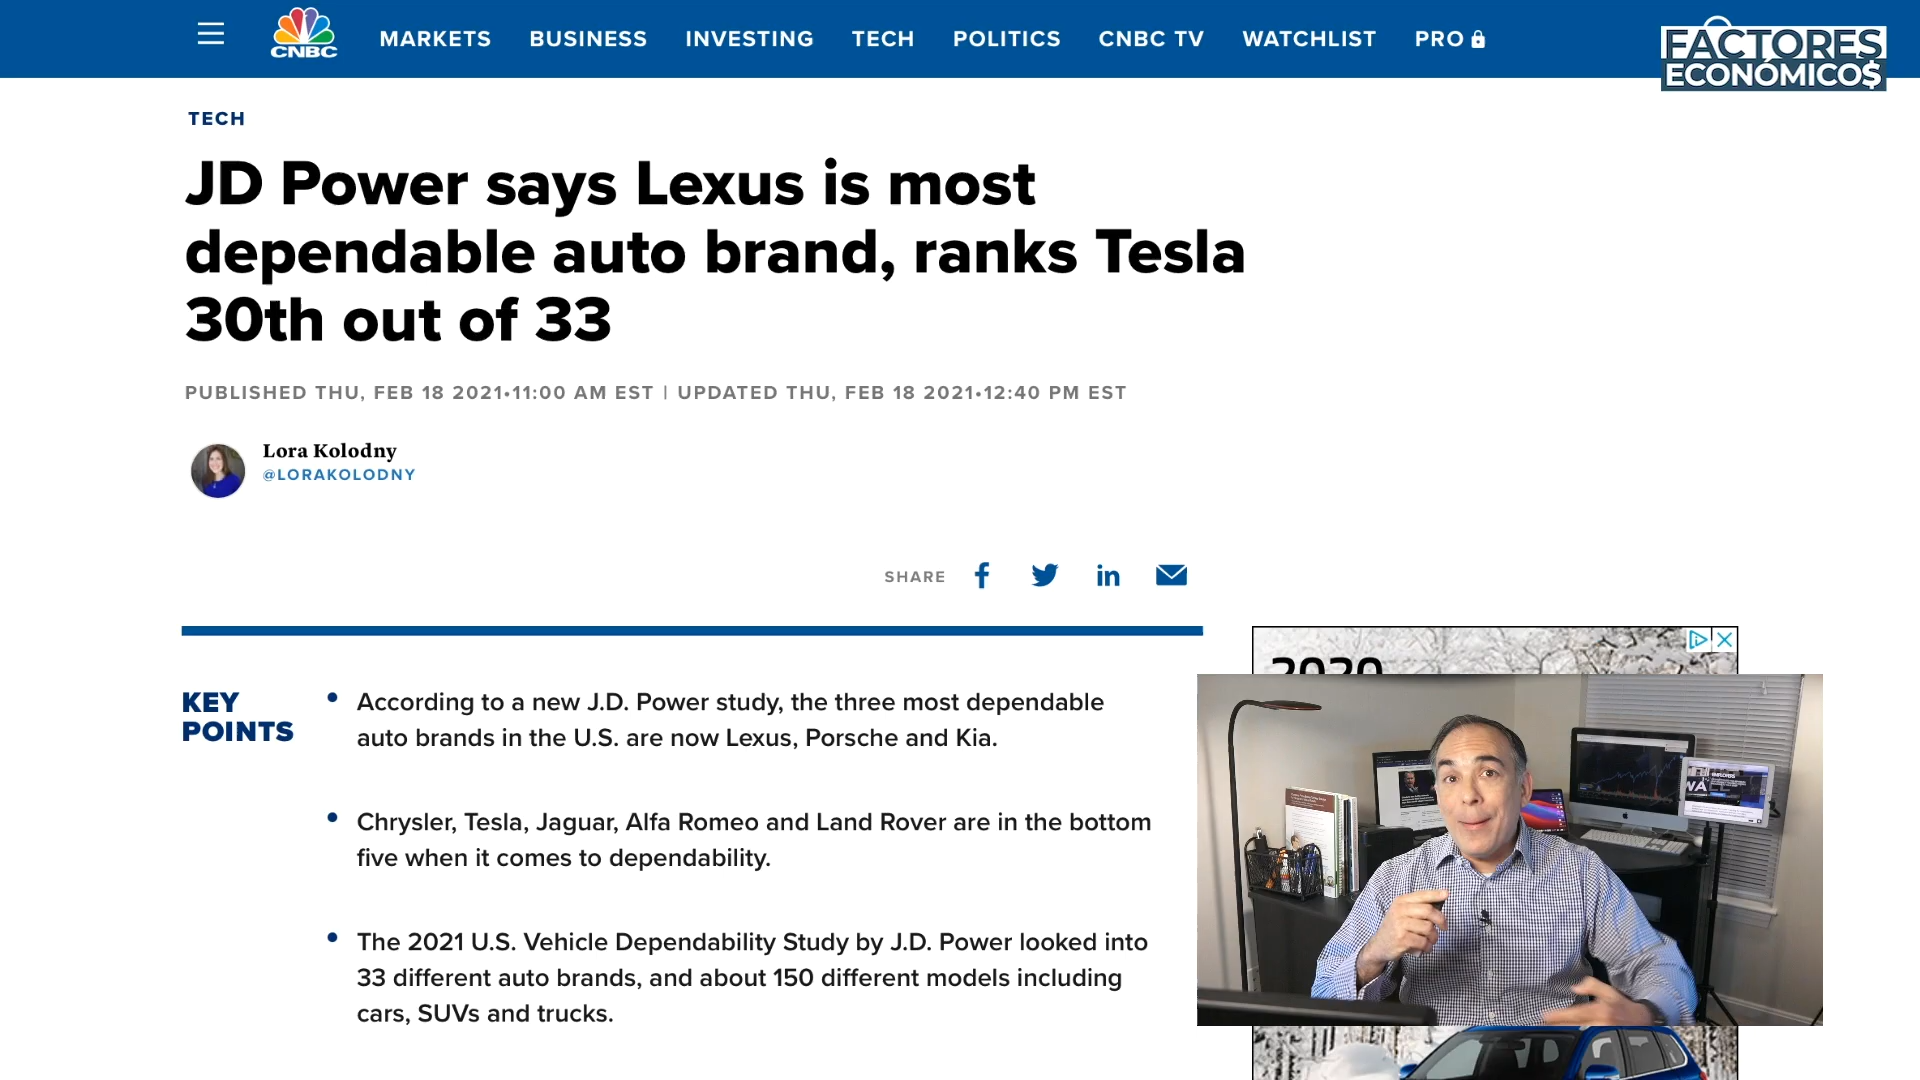 CNBC
MARKETS BUSINESS INVESTING TECH POLITICS CNBC TV WATCHLIST PRO
FACTORES
ECONÓMICO$
TECH
JD Power says Lexus is most
dependable auto brand, ranks Tesla
30th out of 33
PUBLISHED THU, FEB 18 2021•11:00 AM EST | UPDATED THU, FEB 18 2021•12:40 PM EST
Lora Kolodny
@LORAKOLODNY
SHARE
KEY
POINTS
According to a new J.D. Power study, the three most dependable
auto brands in the U.S. are now Lexus, Porsche and Kia.
Chrysler, Tesla, Jaguar, Alfa Romeo and Land Rover are in the bottom
five when it comes to dependability.
The 2021 U.S. Vehicle Dependability Study by J.D. Power looked into
33 different auto brands, and about 150 different models including
cars, SUVs and trucks.
2020